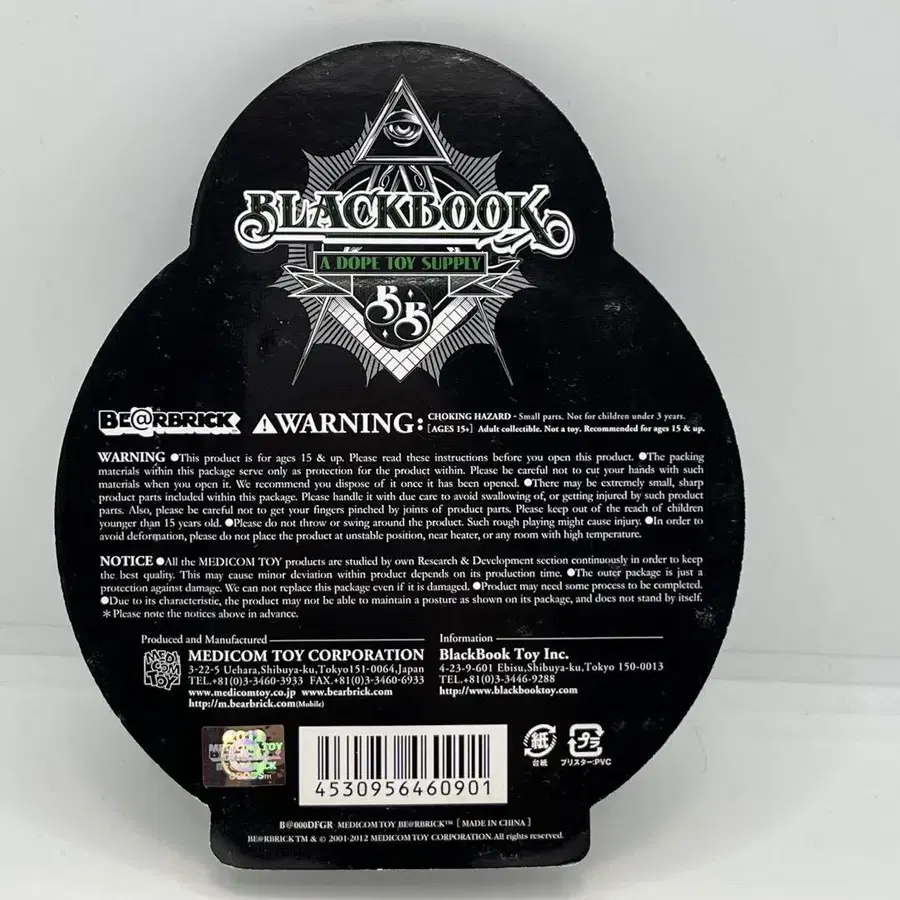 BLACKBOOK
A DOPE TOY SUPPLY
BB
BE@RBRICK
⚠WARNING: CHOKING HAZARD - Small parts. Not for children under 3 years.
[AGES 15+] Adult collectible. Not a toy. Recommended for ages 15 & up.
WARNING ●This product is for ages 15 & up. Please read these instructions before you open this product. ●The packing
materials within this package serve only as protection for the product within. Please be careful not to cut your hands with such
materials when you open it. We recommend you dispose of it once it has been opened. ●There may be extremely small, sharp
product parts included within this package. Please handle it with due care to avoid swallowing of, or getting injured by such product
parts. Also, please be careful not to get your fingers pinched by joints of product parts. Please keep out of the reach of children
younger than 15 years old. ●Please do not throw or swing around the product. Such rough playing might cause injury. ●In order to
avoid deformation, please do not place the product at unstable position, near heater, or any room with high temperature.
NOTICE ●All the MEDICOM TOY products are studied by own Research & Development section continuously in order to keep
the best quality. This may cause minor deviation within product depends on its production time. ●The outer package is just a
protection against damage. We can not replace this package even if it is damaged. ●Product may need some process to be completed.
●Due to its characteristic, the product may not be able to maintain a posture as shown on its package, and does not stand by itself.
＊Please note the notices above in advance.
Produced and Manufactured
MEDI
COM
TOY
MEDICOM TOY CORPORATION
3-22-5 Uehara,Shibuya-ku,Tokyo151-0064,Japan
TEL.+81(0)3-3460-3933 FAX.+81(0)3-3460-6933
www.medicomtoy.co.jp www.bearbrick.com
http://m.bearbrick.com(Mobile)
Information
BlackBook Toy Inc.
4-23-9-601 Ebisu,Shibuya-ku,Tokyo 150-0013
TEL.+81(0)3-4466-9288
http://www.blackbooktoy.com
MEDICOM TOY
4530956460901
紙
台紙
プラ
ブリスター:PVC
B@000DFGR MEDICOM TOY BE@RBRICK™ [ MADE IN CHINA ]
BE@RBRICK TM & © 2001-2012 MEDICOM TOY CORPORATION. All rights reserved.